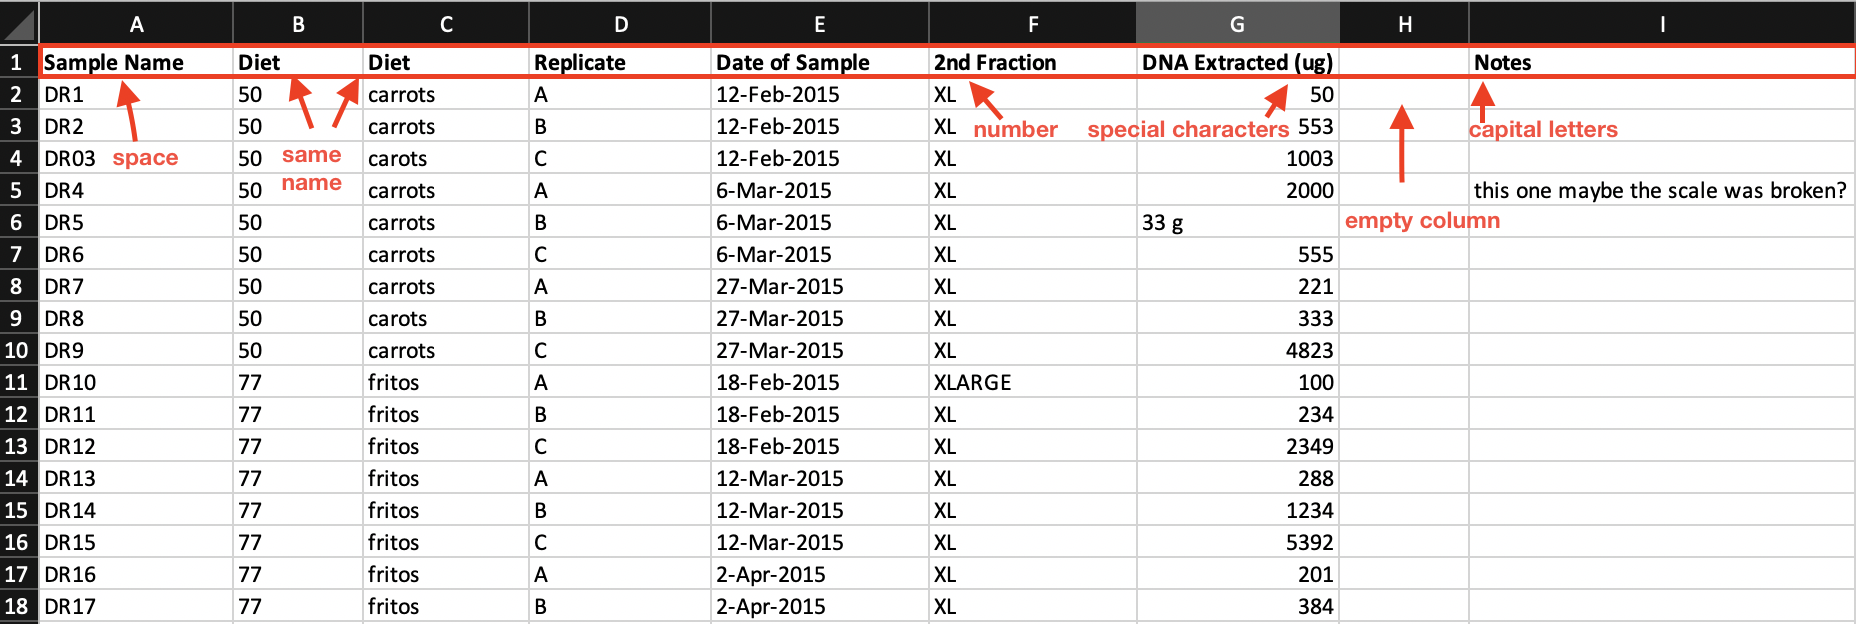 A B C D E F G H I
1 Sample Name Diet Diet Replicate Date of Sample 2nd Fraction DNA Extracted (ug) Notes
2 DR1 50 carrots A 12-Feb-2015 XL 50
3 DR2 50 carrots B 12-Feb-2015 XL number special characters 553 capital letters
4 DR03 space 50 same carots C 12-Feb-2015 XL 1003
name
5 DR4 50 carrots A 6-Mar-2015 XL 2000 this one maybe the scale was broken?
6 DR5 50 carrots B 6-Mar-2015 XL 33 g empty column
7 DR6 50 carrots C 6-Mar-2015 XL 555
8 DR7 50 carrots A 27-Mar-2015 XL 221
9 DR8 50 carots B 27-Mar-2015 XL 333
10 DR9 50 carrots C 27-Mar-2015 XL 4823
11 DR10 77 fritos A 18-Feb-2015 XLARGE 100
12 DR11 77 fritos B 18-Feb-2015 XL 234
13 DR12 77 fritos C 18-Feb-2015 XL 2349
14 DR13 77 fritos A 12-Mar-2015 XL 288
15 DR14 77 fritos B 12-Mar-2015 XL 1234
16 DR15 77 fritos C 12-Mar-2015 XL 5392
17 DR16 77 fritos A 2-Apr-2015 XL 201
18 DR17 77 fritos B 2-Apr-2015 XL 384